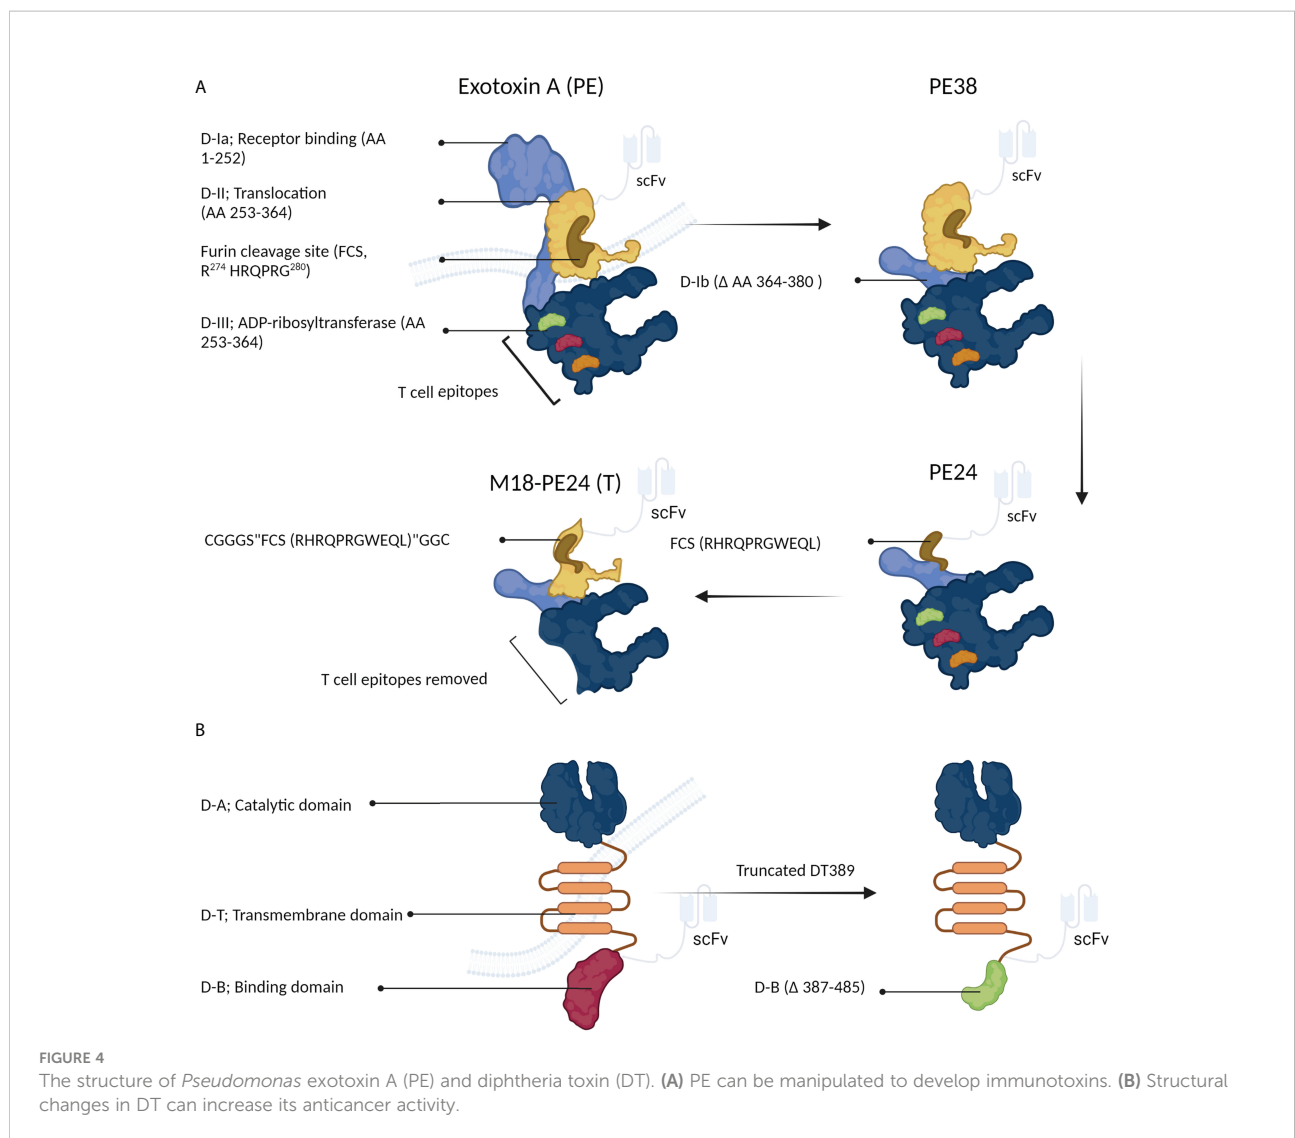 A
Exotoxin A (PE)
PE38
D-Ia; Receptor binding (AA
1-252)
scFv
scFv
D-II; Translocation
(AA 253-364)
Furin cleavage site (FCS,
R²⁷⁴ HRQPRG²⁸⁰)
D-Ib (Δ AA 364-380 )
D-III; ADP-ribosyltransferase (AA
253-364)
T cell epitopes
M18-PE24 (T)
PE24
scFv
scFv
CGGGS"FCS (RHRQPRGWEQL)"GGC
FCS (RHRQPRGWEQL)
T cell epitopes removed
B
D-A; Catalytic domain
Truncated DT389
D-T; Transmembrane domain
scFv
scFv
D-B; Binding domain
D-B (Δ 387-485)
FIGURE 4
The structure of Pseudomonas exotoxin A (PE) and diphtheria toxin (DT). (A) PE can be manipulated to develop immunotoxins. (B) Structural
changes in DT can increase its anticancer activity.